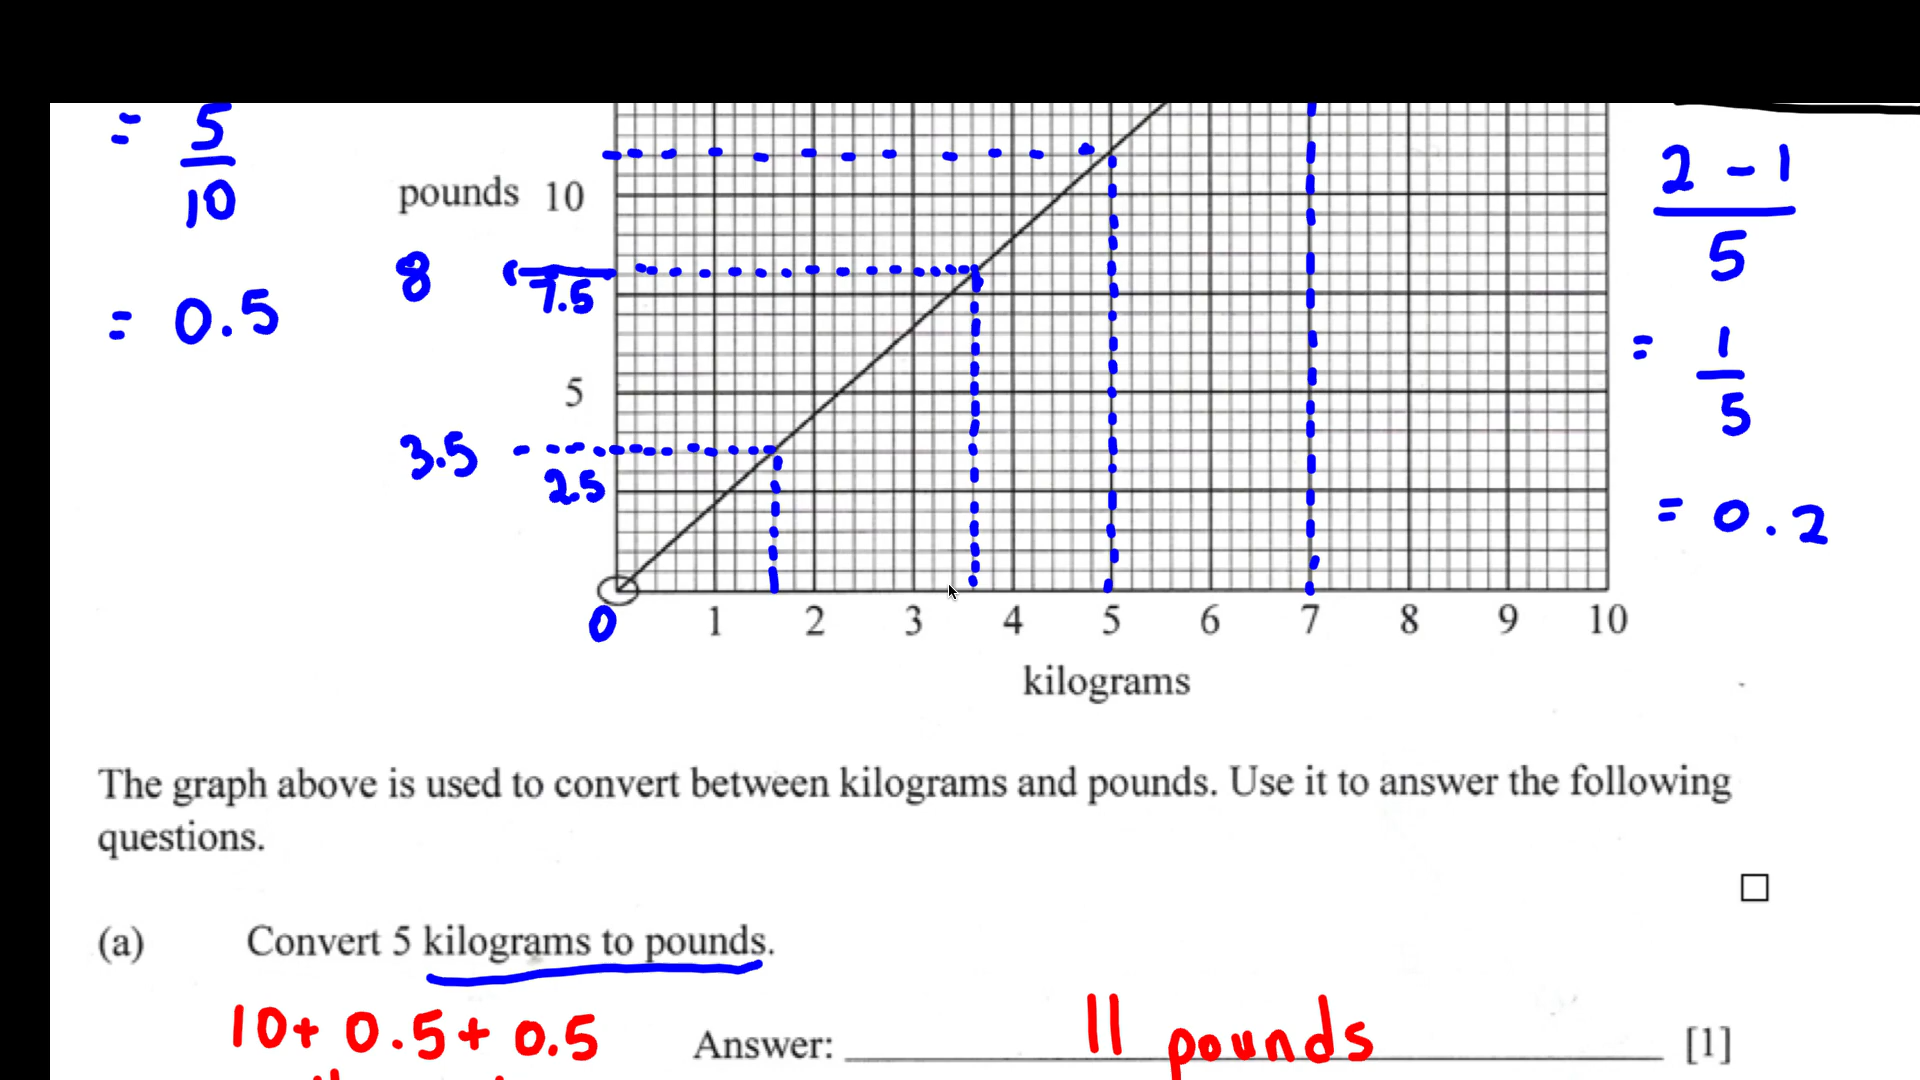 = 5/10
= 0.5
pounds 10
8 7.5
5
3.5 2.5
0 1 2 3 4 5 6 7 8 9 10
kilograms
2 - 1
5
= 1/5
= 0.2
The graph above is used to convert between kilograms and pounds. Use it to answer the following
questions.
(a) Convert 5 kilograms to pounds.
10+ 0.5+ 0.5 Answer: 11 pounds [1]